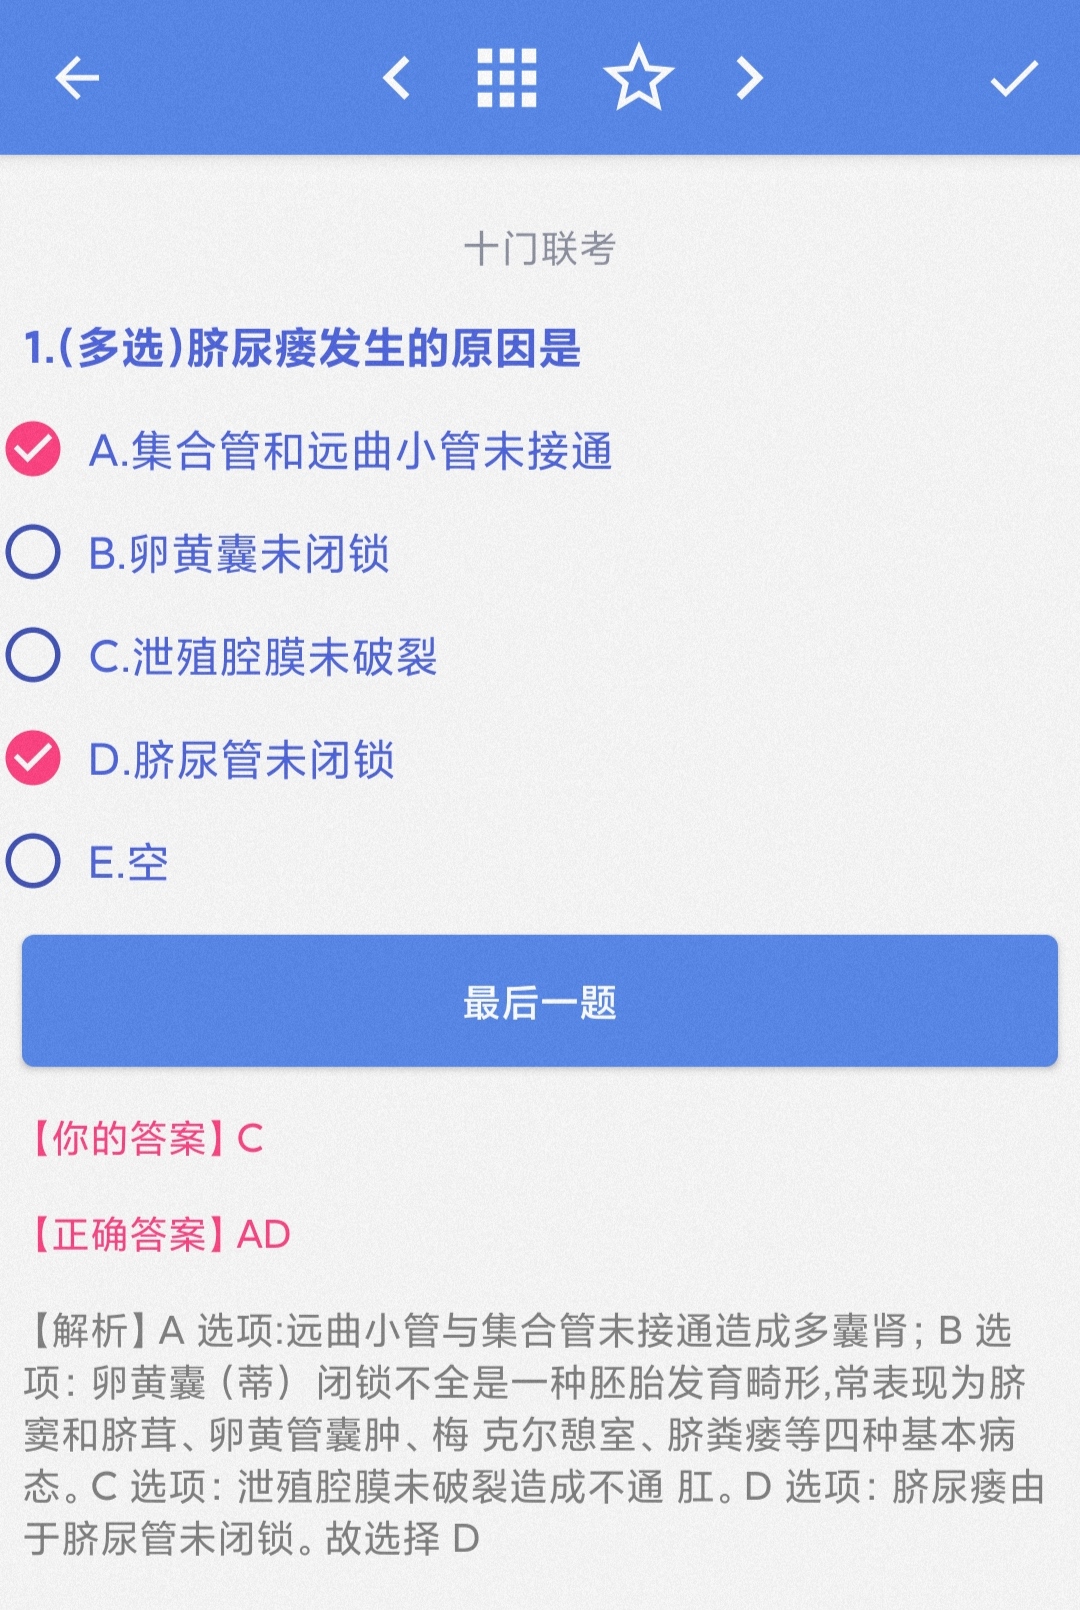 十门联考
1.(多选)脐尿瘘发生的原因是
A.集合管和远曲小管未接通
B.卵黄囊未闭锁
C.泄殖腔膜未破裂
D.脐尿管未闭锁
E.空
最后一题
【你的答案】C
【正确答案】AD
【解析】A 选项:远曲小管与集合管未接通造成多囊肾；B 选
项：卵黄囊（蒂）闭锁不全是一种胚胎发育畸形,常表现为脐
窦和脐茸、卵黄管囊肿、梅 克尔憩室、脐粪瘘等四种基本病
态。C 选项：泄殖腔膜未破裂造成不通 肛。D 选项：脐尿瘘由
于脐尿管未闭锁。故选择 D